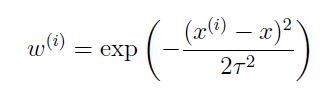 w^{(i)} = \exp\left(-\frac{(x^{(i)} - x)^2}{2\tau^2}\right)